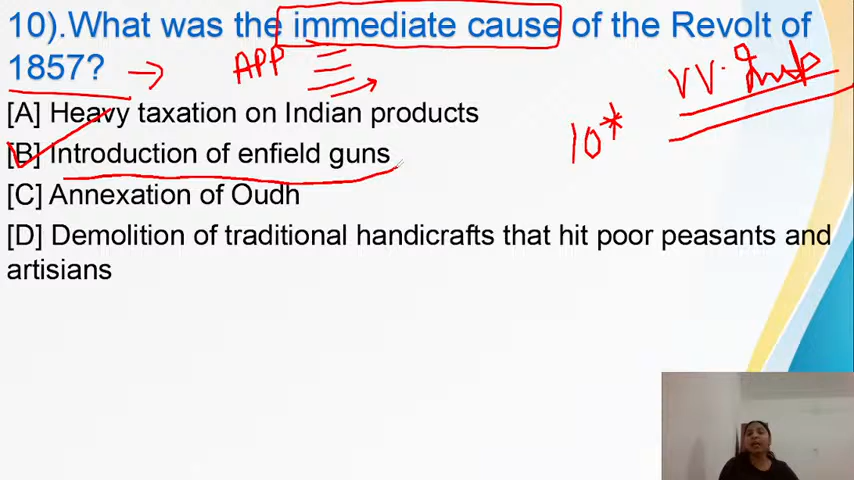 10).What was the immediate cause of the Revolt of
1857?
APP
VV. Imp
10*
[A] Heavy taxation on Indian products
[B] Introduction of enfield guns
[C] Annexation of Oudh
[D] Demolition of traditional handicrafts that hit poor peasants and
artisians